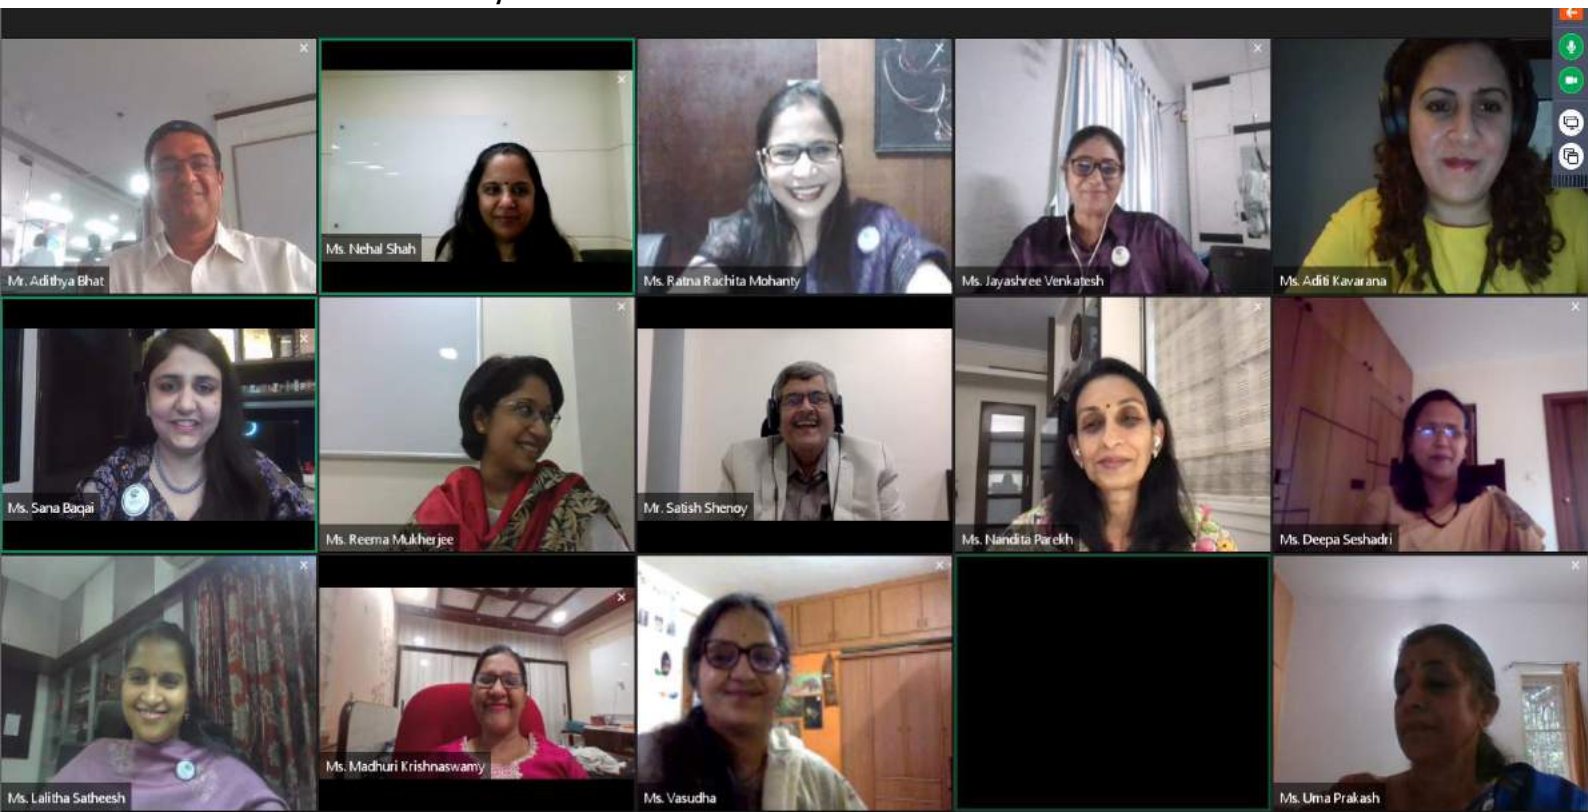 Mr. Adithya Bhat
Ms. Nehal Shah
Ms. Ratna Rachita Mohanty
Ms. Jayashree Venkatesh
Ms. Aditi Kavarana
Ms. Sana Baqai
Ms. Reema Mukherjee
Mr. Satish Shenoy
Ms. Nandita Parekh
Ms. Deepa Seshadri
Ms. Lalitha Satheesh
Ms. Madhuri Krishnaswamy
Ms. Vasudha
Ms. Uma Prakash